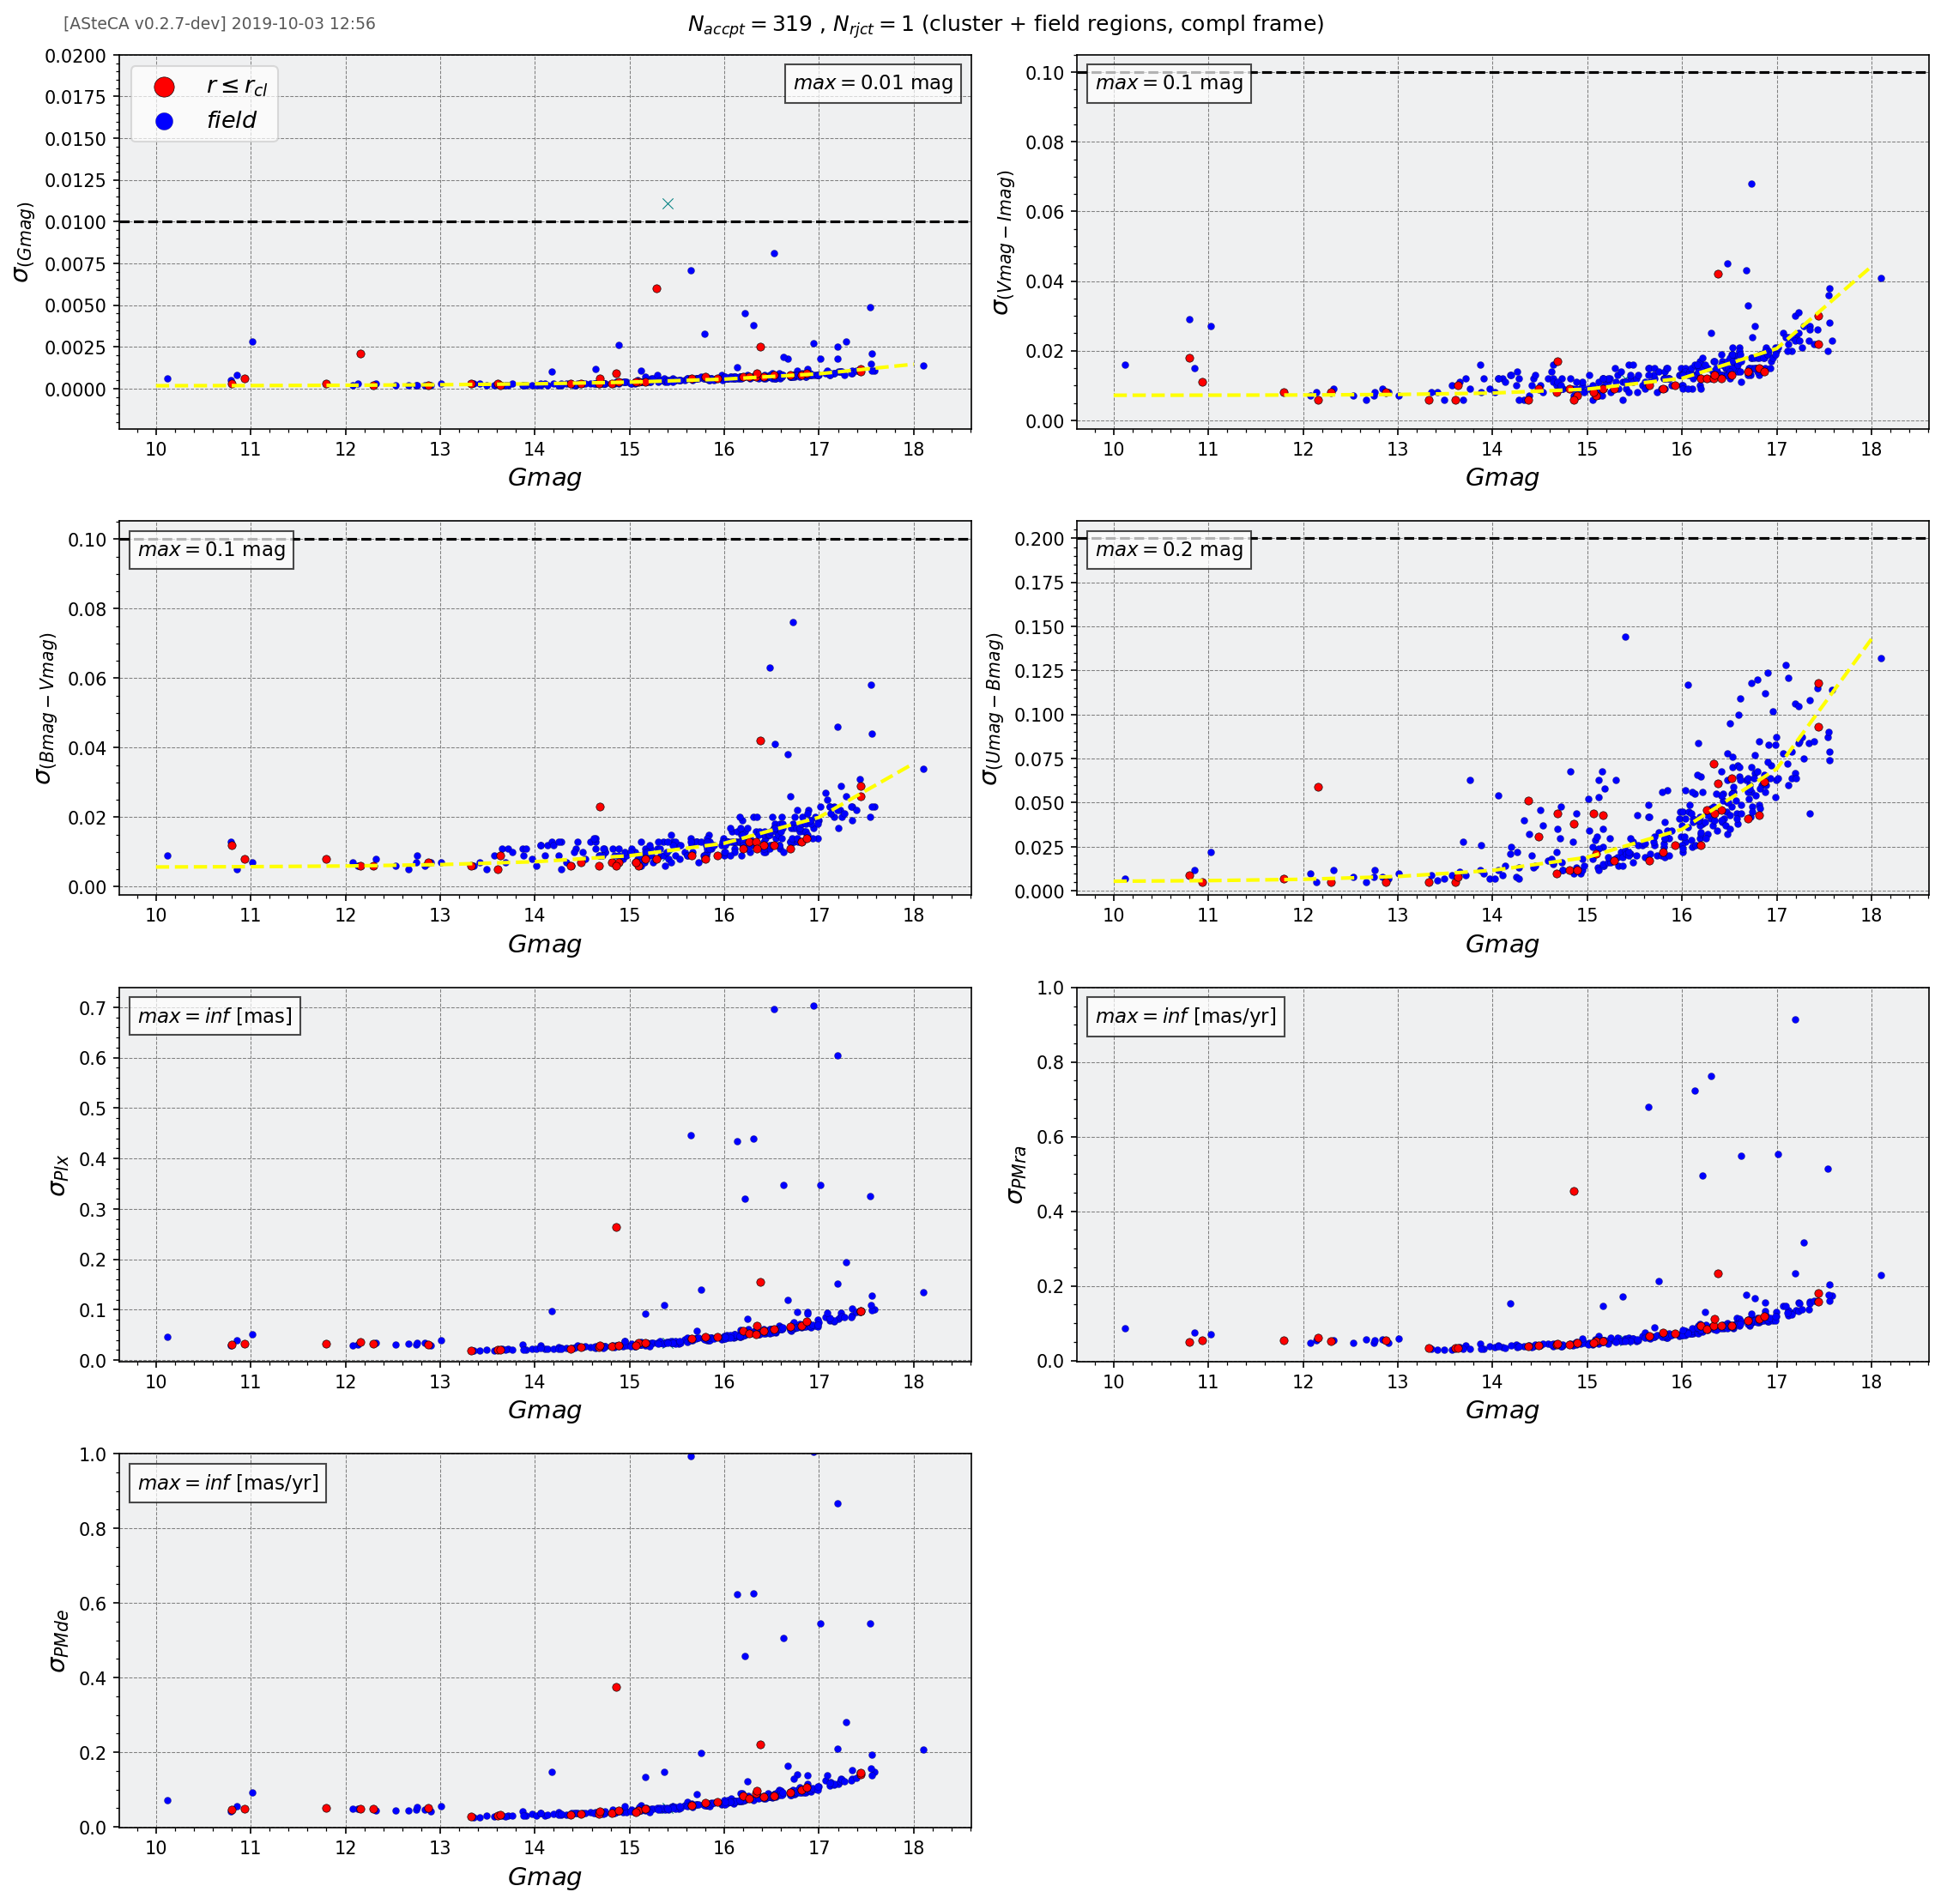 [ASteCA v0.2.7-dev] 2019-10-03 12:56
N_accpt = 319 , N_rjct = 1 (cluster + field regions, compl frame)
r ≤ r_cl
field
max = 0.01 mag
0.0200
0.0175
0.0150
0.0125
0.0100
0.0075
0.0050
0.0025
0.0000
σ(Gmag)
10 11 12 13 14 15 16 17 18
Gmag
max = 0.1 mag
0.10
0.08
0.06
0.04
0.02
0.00
σ(Vmag − Imag)
10 11 12 13 14 15 16 17 18
Gmag
max = 0.1 mag
0.10
0.08
0.06
0.04
0.02
0.00
σ(Bmag − Vmag)
10 11 12 13 14 15 16 17 18
Gmag
max = 0.2 mag
0.200
0.175
0.150
0.125
0.100
0.075
0.050
0.025
0.000
σ(Umag − Bmag)
10 11 12 13 14 15 16 17 18
Gmag
max = inf [mas]
0.7
0.6
0.5
0.4
0.3
0.2
0.1
0.0
σPlx
10 11 12 13 14 15 16 17 18
Gmag
max = inf [mas/yr]
1.0
0.8
0.6
0.4
0.2
0.0
σPMra
10 11 12 13 14 15 16 17 18
Gmag
max = inf [mas/yr]
1.0
0.8
0.6
0.4
0.2
0.0
σPMde
10 11 12 13 14 15 16 17 18
Gmag